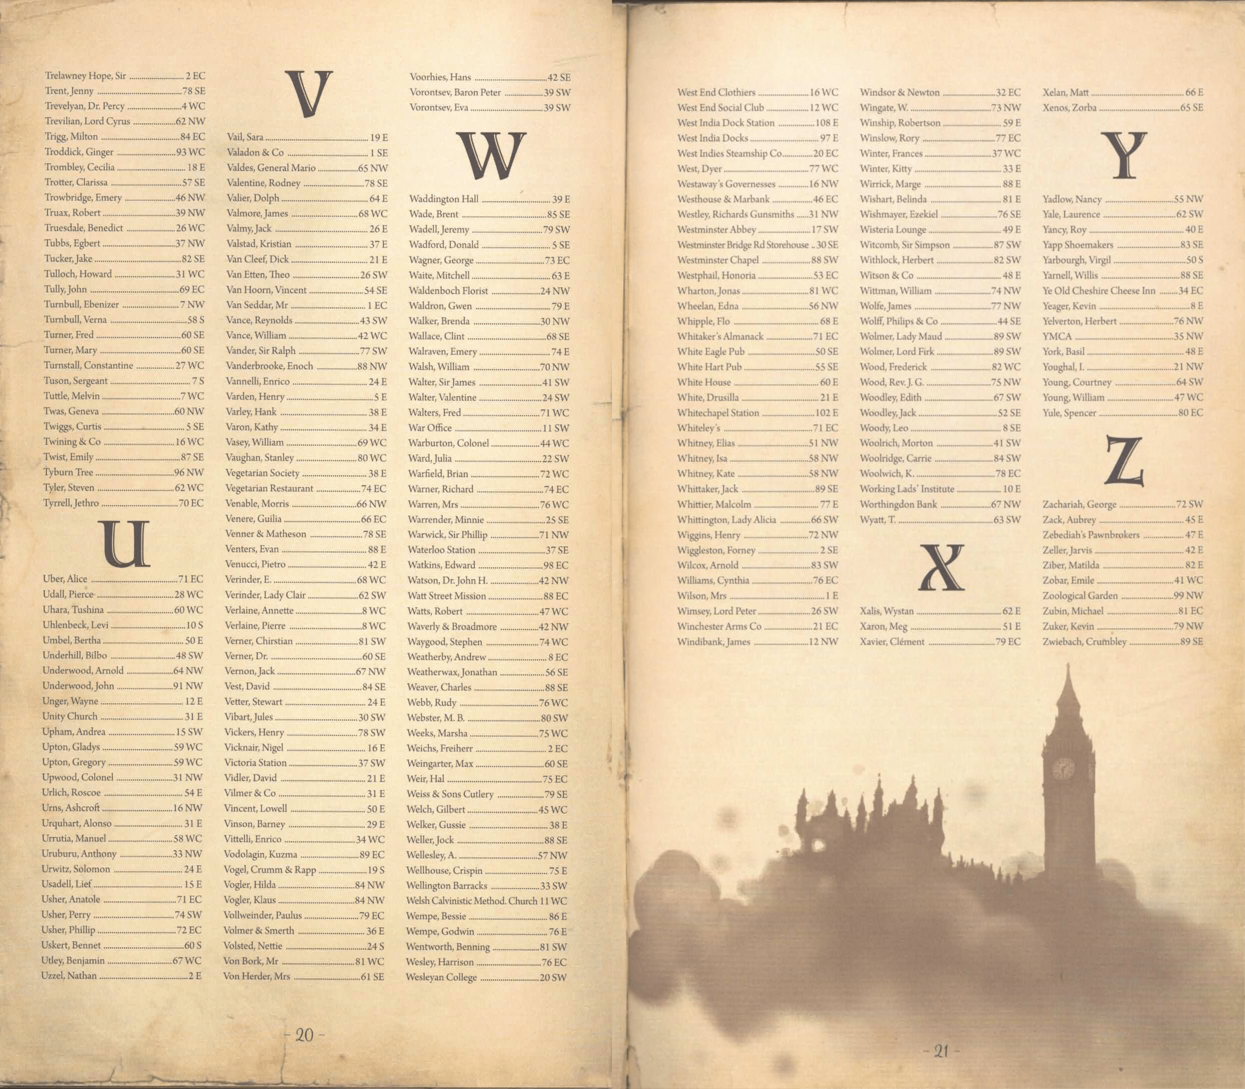 Trelawney Hope, Sir 2 EC
Trent, Jenny 78 SE
Trevelyan, Dr. Percy 4 WC
Trevilian, Lord Cyrus 62 NW
Trigg, Milton 84 EC
Troddick, Ginger 93 WC
Trombley, Cecilia 18 E
Trotter, Clarissa 57 SE
Trowbridge, Emery 46 NW
Truax, Robert 39 NW
Truesdale, Benedict 26 WC
Tubbs, Egbert 37 NW
Tucker, Jake 82 SE
Tulloch, Howard 31 WC
Tully, John 69 EC
Turnbull, Ebenizer 7 NW
Turnbull, Verna 58 S
Turner, Fred 60 SE
Turner, Mary 60 SE
Turnstall, Constantine 27 WC
Tuson, Sergeant 7 S
Tuttle, Melvin 7 WC
Twas, Geneva 60 NW
Twiggs, Curtis 5 SE
Twining & Co 16 WC
Twist, Emily 87 SE
Tyburn Tree 96 NW
Tyler, Steven 62 WC
Tyrrell, Jethro 70 EC
U
Uber, Alice 71 EC
Udall, Pierce 28 WC
Uhara, Tushina 60 WC
Uhlenbeck, Levi 10 S
Umbel, Bertha 50 E
Underhill, Bilbo 48 SW
Underwood, Arnold 64 NW
Underwood, John 91 NW
Unger, Wayne 12 E
Unity Church 31 E
Upham, Andrea 15 SW
Upton, Gladys 59 WC
Upton, Gregory 59 WC
Upwood, Colonel 31 NW
Urlich, Roscoe 54 E
Urns, Ashcroft 16 NW
Urquhart, Alonso 31 E
Urrutia, Manuel 58 WC
Uruburu, Anthony 33 NW
Urwitz, Solomon 24 E
Usadell, Lief 15 E
Usher, Anatole 71 EC
Usher, Perry 74 SW
Usher, Phillip 72 EC
Uskert, Bennet 60 S
Utley, Benjamin 67 WC
Uzzel, Nathan 2 E
V
Vail, Sara 19 E
Valadon & Co 1 SE
Valdes, General Mario 65 NW
Valentine, Rodney 78 SE
Valier, Dolph 64 E
Valmore, James 68 WC
Valmy, Jack 26 E
Valstad, Kristian 37 E
Van Cleef, Dick 21 E
Van Etten, Theo 26 SW
Van Hoorn, Vincent 54 SE
Van Seddar, Mr 1 EC
Vance, Reynolds 43 SW
Vance, William 42 WC
Vander, Sir Ralph 77 SW
Vanderbrooke, Enoch 88 NW
Vannelli, Enrico 24 E
Varden, Henry 5 E
Varley, Hank 38 E
Varon, Kathy 34 E
Vasey, William 69 WC
Vaughan, Stanley 80 WC
Vegetarian Society 38 E
Vegetarian Restaurant 74 EC
Venable, Morris 66 NW
Venere, Guilia 66 EC
Venner & Matheson 78 SE
Venters, Evan 88 E
Venucci, Pietro 42 E
Verinder, E. 68 WC
Verinder, Lady Clair 62 SW
Verlaine, Annette 8 WC
Verlaine, Pierre 8 WC
Verner, Chirstian 81 SW
Verner, Dr. 60 SE
Vernon, Jack 67 NW
Vest, David 84 SE
Vetter, Stewart 24 E
Vibart, Jules 30 SW
Vickers, Henry 78 SW
Vicknair, Nigel 16 E
Victoria Station 37 SW
Vidler, David 21 E
Vilmer & Co 31 E
Vincent, Lowell 50 E
Vinson, Barney 29 E
Vittelli, Enrico 34 WC
Vodolagin, Kuzma 89 EC
Vogel, Crumm & Rapp 19 S
Vogler, Hilda 84 NW
Vogler, Klaus 84 NW
Vollweinder, Paulus 79 EC
Volmer & Smerth 36 E
Volsted, Nettie 24 S
Von Bork, Mr 81 WC
Von Herder, Mrs 61 SE
Voorhies, Hans 42 SE
Vorontsev, Baron Peter 39 SW
Vorontsev, Eva 39 SW
W
Waddington Hall 39 E
Wade, Brent 85 SE
Wadell, Jeremy 79 SW
Wadford, Donald 5 SE
Wagner, George 73 EC
Waite, Mitchell 63 E
Waldenboch Florist 24 NW
Waldron, Gwen 79 E
Walker, Brenda 30 NW
Wallace, Clint 68 SE
Walraven, Emery 74 E
Walsh, William 70 NW
Walter, Sir James 41 SW
Walter, Valentine 24 SW
Walters, Fred 71 WC
War Office 11 SW
Warburton, Colonel 44 WC
Ward, Julia 22 SW
Warfield, Brian 72 WC
Warner, Richard 74 EC
Warren, Mrs 76 WC
Warrender, Minnie 25 SE
Warwick, Sir Phillip 71 NW
Waterloo Station 37 SE
Watkins, Edward 98 EC
Watson, Dr. John H. 42 NW
Watt Street Mission 88 EC
Watts, Robert 47 WC
Waverly & Broadmore 42 NW
Waygood, Stephen 74 WC
Weatherby, Andrew 8 EC
Weatherwax, Jonathan 56 SE
Weaver, Charles 88 SE
Webb, Rudy 76 WC
Webster, M. B. 80 SW
Weeks, Marsha 75 WC
Weichs, Freiherr 2 EC
Weingarter, Max 60 SE
Weir, Hal 75 EC
Weiss & Sons Cutlery 79 SE
Welch, Gilbert 45 WC
Welker, Gussie 38 E
Weller, Jock 88 SE
Wellesley, A. 57 NW
Wellhouse, Crispin 75 E
Wellington Barracks 33 SW
Welsh Calvinistic Method. Church 11 WC
Wempe, Bessie 86 E
Wempe, Godwin 76 E
Wentworth, Benning 81 SW
Wesley, Harrison 76 EC
Wesleyan College 20 SW
- 20 -
West End Clothiers 16 WC
West End Social Club 12 WC
West India Dock Station 108 E
West India Docks 97 E
West Indies Steamship Co 20 EC
West, Dyer 77 WC
Westaway's Governesses 16 NW
Westhouse & Marbank 46 EC
Westley, Richards Gunsmiths 31 NW
Westminster Abbey 17 SW
Westminster Bridge Rd Storehouse 30 SE
Westminster Chapel 88 SW
Westphail, Honoria 53 EC
Wharton, Jonas 81 WC
Wheelan, Edna 56 NW
Whipple, Flo 68 E
Whitaker's Almanack 71 EC
White Eagle Pub 50 SE
White Hart Pub 55 SE
White House 60 E
White, Drusilla 21 E
Whitechapel Station 102 E
Whiteley's 71 EC
Whitney, Elias 51 NW
Whitney, Isa 58 NW
Whitney, Kate 58 NW
Whittaker, Jack 89 SE
Whittier, Malcolm 77 E
Whittington, Lady Alicia 66 SW
Wiggins, Henry 72 NW
Wiggleston, Forney 2 SE
Wilcox, Arnold 83 SW
Williams, Cynthia 76 EC
Wilson, Mrs 1 E
Wimsey, Lord Peter 26 SW
Winchester Arms Co 21 EC
Windibank, James 12 NW
Windsor & Newton 32 EC
Wingate, W. 73 NW
Winship, Robertson 59 E
Winslow, Rory 77 EC
Winter, Frances 37 WC
Winter, Kitty 33 E
Wirrick, Marge 88 E
Wishart, Belinda 81 E
Wishmayer, Ezekiel 76 SE
Wisteria Lounge 49 E
Witcomb, Sir Simpson 87 SW
Withlock, Herbert 82 SW
Witson & Co 48 E
Wittman, William 74 NW
Wolfe, James 77 NW
Wolff, Philips & Co 44 SE
Wolmer, Lady Maud 89 SW
Wolmer, Lord Firk 89 SW
Wood, Frederick 82 WC
Wood, Rev. J. G. 75 NW
Woodley, Edith 67 SW
Woodley, Jack 52 SE
Woody, Leo 8 SE
Woolrich, Morton 41 SW
Woolridge, Carrie 84 SW
Woolwich, K. 78 EC
Working Lads' Institute 10 E
Worthingdon Bank 67 NW
Wyatt, T. 63 SW
X
Xalis, Wystan 62 E
Xaron, Meg 51 E
Xavier, Clément 79 EC
Xelan, Matt 66 E
Xenos, Zorba 65 SE
Y
Yadlow, Nancy 55 NW
Yale, Laurence 62 SW
Yancy, Roy 40 E
Yapp Shoemakers 83 SE
Yarbourgh, Virgil 50 S
Yarnell, Willis 88 SE
Ye Old Cheshire Cheese Inn 34 EC
Yeager, Kevin 8 E
Yelverton, Herbert 76 NW
YMCA 35 NW
York, Basil 48 E
Youghal, I. 21 NW
Young, Courtney 64 SW
Young, William 47 WC
Yule, Spencer 80 EC
Z
Zachariah, George 72 SW
Zack, Aubrey 45 E
Zebediah's Pawnbrokers 47 E
Zeller, Jarvis 42 E
Ziber, Matilda 82 E
Zobar, Emile 41 WC
Zoological Garden 99 NW
Zubin, Michael 81 EC
Zuker, Kevin 79 NW
Zwiebach, Crumbley 89 SE
- 21 -